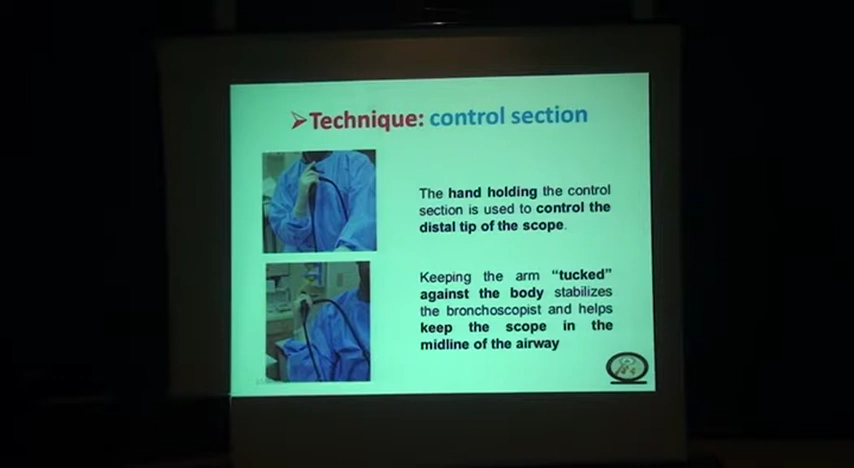 ➢Technique: control section
The hand holding the control
section is used to control the
distal tip of the scope.
Keeping the arm “tucked”
against the body stabilizes
the bronchoscopist and helps
keep the scope in the
midline of the airway